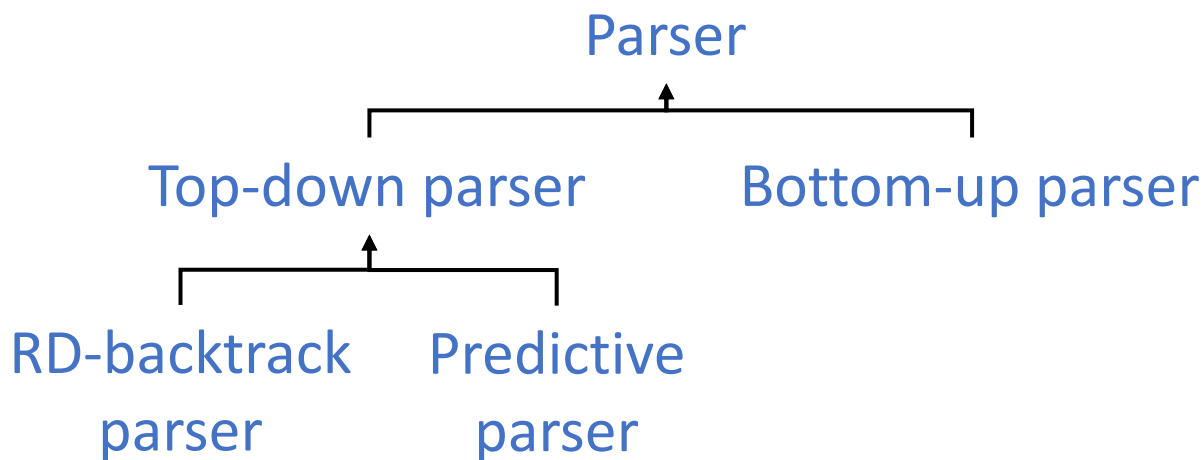 Parser
Top-down parser
Bottom-up parser
RD-backtrack
parser
Predictive
parser